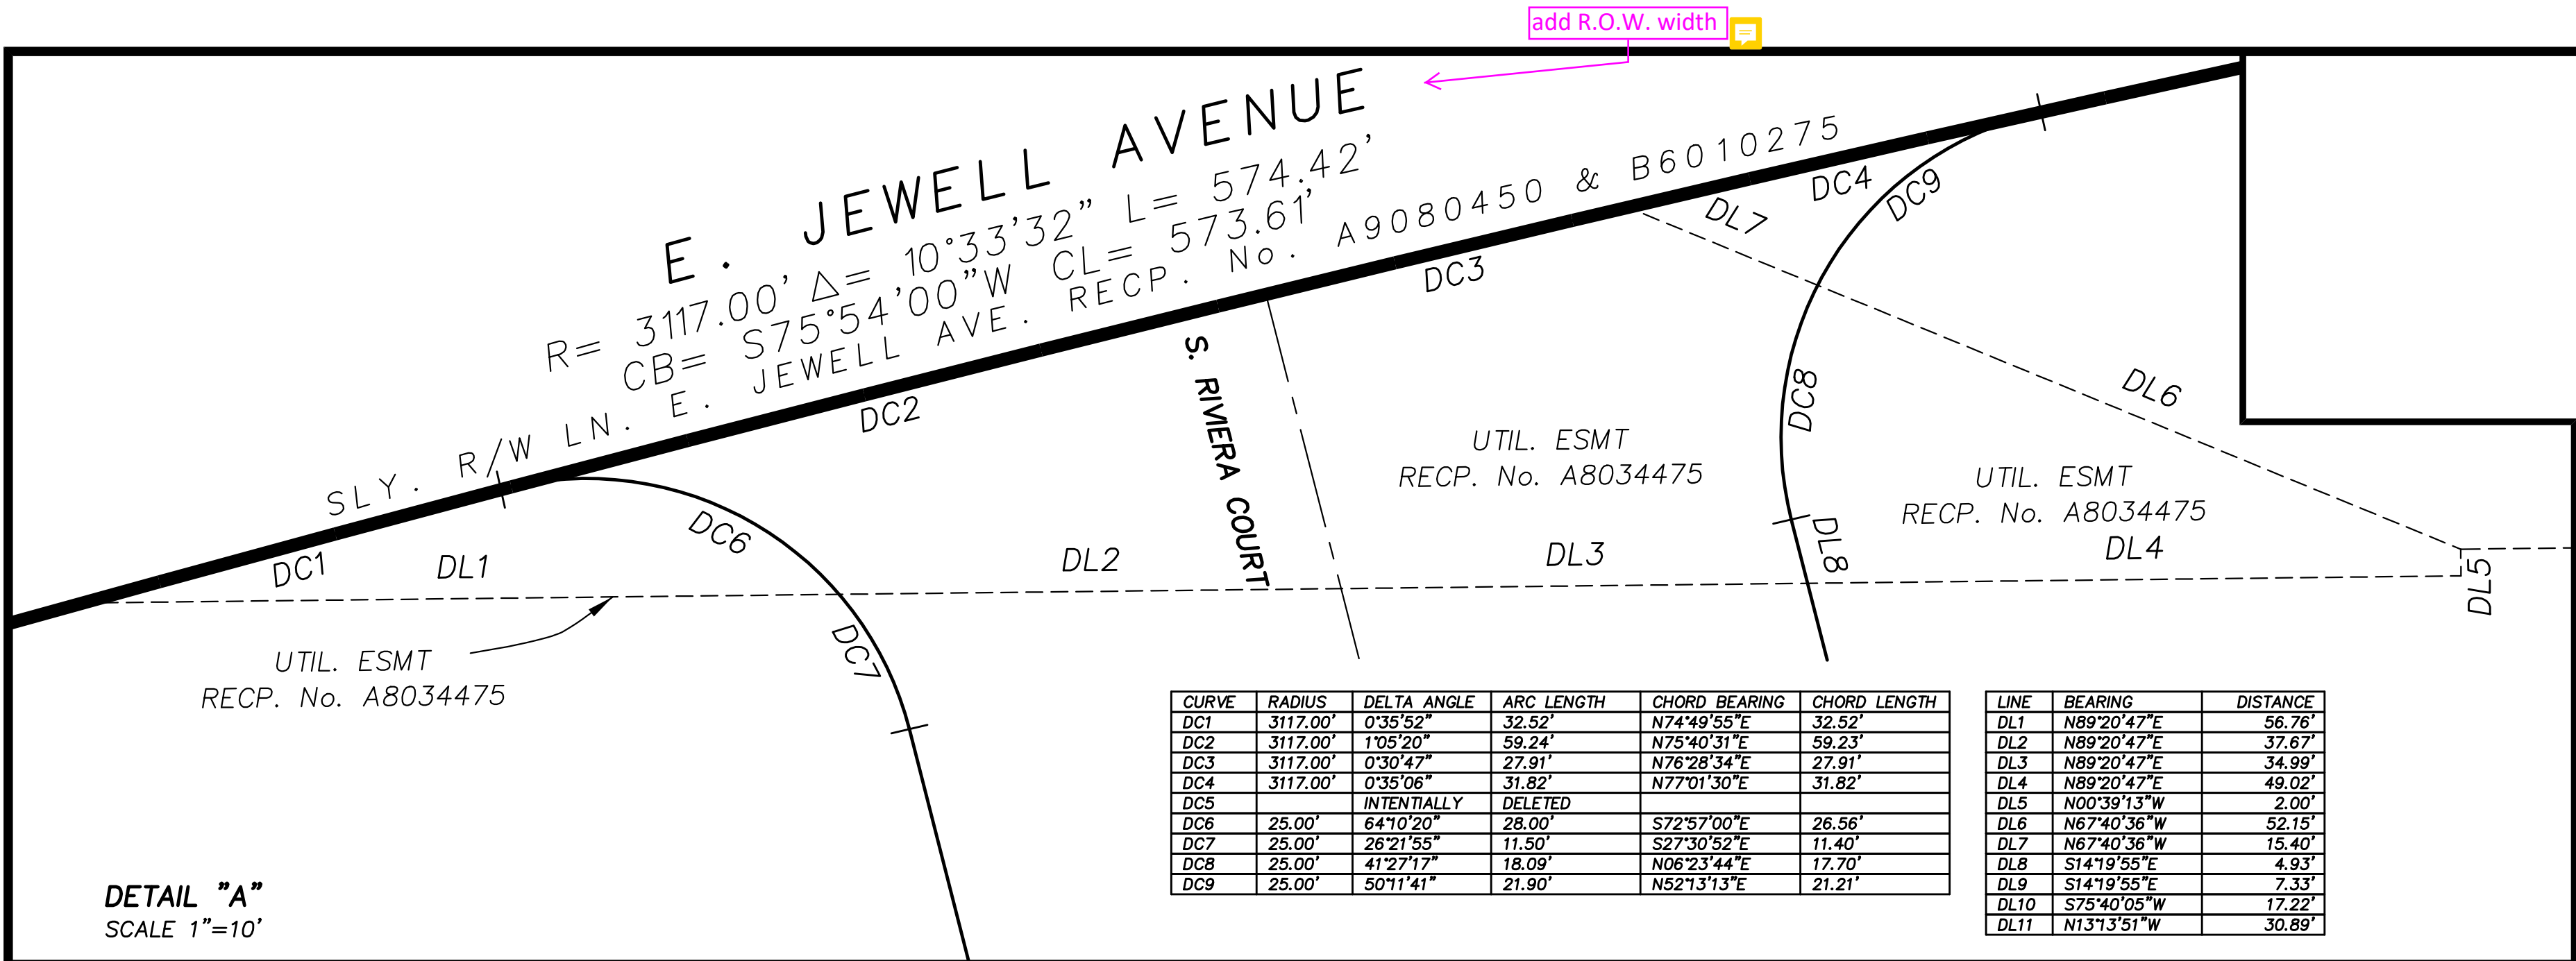 add R.O.W. width
E. JEWELL AVENUE
R= 3117.00' Δ= 10°33'32" L= 574.42'
CB= S75°54'00"W CL= 573.61'
SLY. R/W LN. E. JEWELL AVE. RECP. No. A9080450 & B6010275
DC1
DC2
DC3
DC4
DC9
DL7
DC8
DL6
S. RIVIERA COURT
UTIL. ESMT
RECP. No. A8034475
UTIL. ESMT
RECP. No. A8034475
DC6
DL1
DL2
DL3
DL8
DL4
DL5
DC7
UTIL. ESMT
RECP. No. A8034475
CURVE RADIUS DELTA ANGLE ARC LENGTH CHORD BEARING CHORD LENGTH
DC1 3117.00' 0°35'52" 32.52' N74°49'55"E 32.52'
DC2 3117.00' 1°05'20" 59.24' N75°40'31"E 59.23'
DC3 3117.00' 0°30'47" 27.91' N76°28'34"E 27.91'
DC4 3117.00' 0°35'06" 31.82' N77°01'30"E 31.82'
DC5 INTENTIALLY DELETED
DC6 25.00' 64°10'20" 28.00' S72°57'00"E 26.56'
DC7 25.00' 26°21'55" 11.50' S27°30'52"E 11.40'
DC8 25.00' 41°27'17" 18.09' N06°23'44"E 17.70'
DC9 25.00' 50°11'41" 21.90' N52°13'13"E 21.21'
LINE BEARING DISTANCE
DL1 N89°20'47"E 56.76'
DL2 N89°20'47"E 37.67'
DL3 N89°20'47"E 34.99'
DL4 N89°20'47"E 49.02'
DL5 N00°39'13"W 2.00'
DL6 N67°40'36"W 52.15'
DL7 N67°40'36"W 15.40'
DL8 S14°19'55"E 4.93'
DL9 S14°19'55"E 7.33'
DL10 S75°40'05"W 17.22'
DL11 N13°13'51"W 30.89'
DETAIL "A"
SCALE 1"=10'